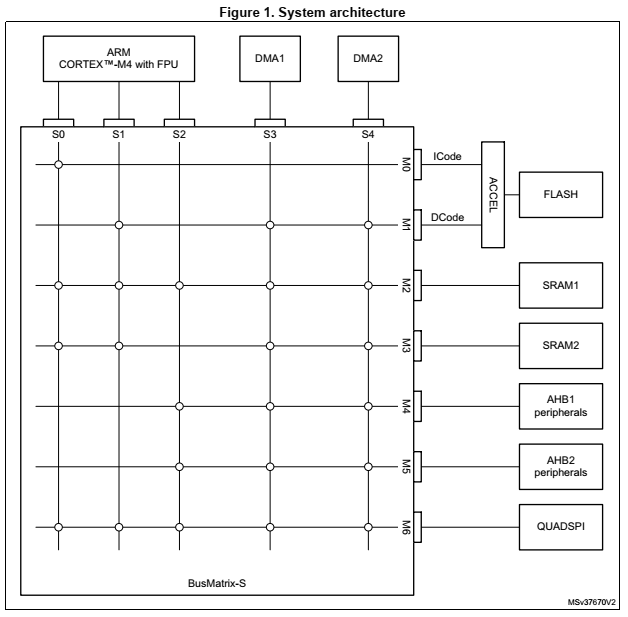 Figure 1. System architecture
ARM
CORTEX™-M4 with FPU
DMA1
DMA2
S0
S1
S2
S3
S4
M0
ICode
ACCEL
FLASH
M1
DCode
M2
SRAM1
M3
SRAM2
M4
AHB1
peripherals
M5
AHB2
peripherals
M6
QUADSPI
BusMatrix-S
MSv37670V2